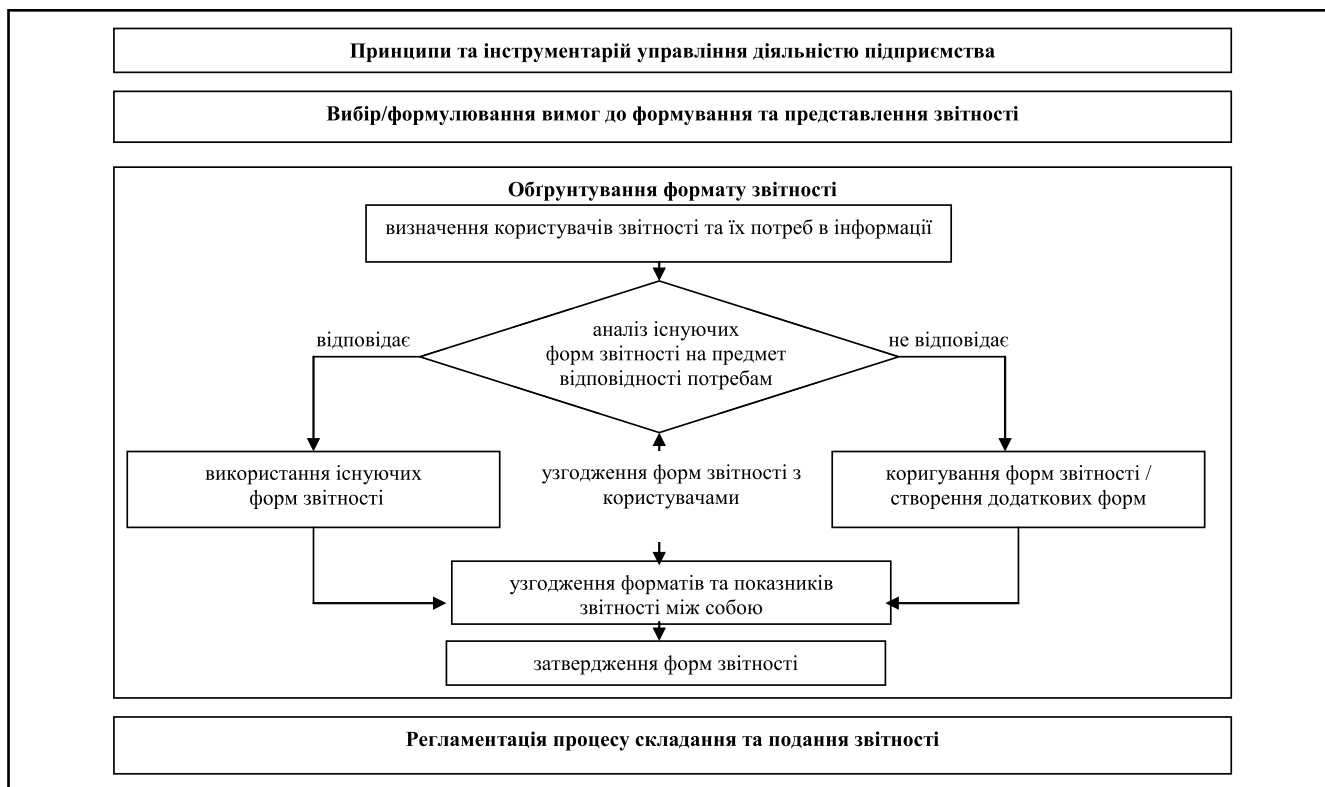 Принципи та інструментарій управління діяльністю підприємства
Вибір/формулювання вимог до формування та представлення звітності
Обґрунтування формату звітності
визначення користувачів звітності та їх потреб в інформації
відповідає
аналіз існуючих
форм звітності на предмет
відповідності потребам
не відповідає
використання існуючих
форм звітності
узгодження форм звітності з
користувачами
коригування форм звітності /
створення додаткових форм
узгодження форматів та показників
звітності між собою
затвердження форм звітності
Регламентація процесу складання та подання звітності